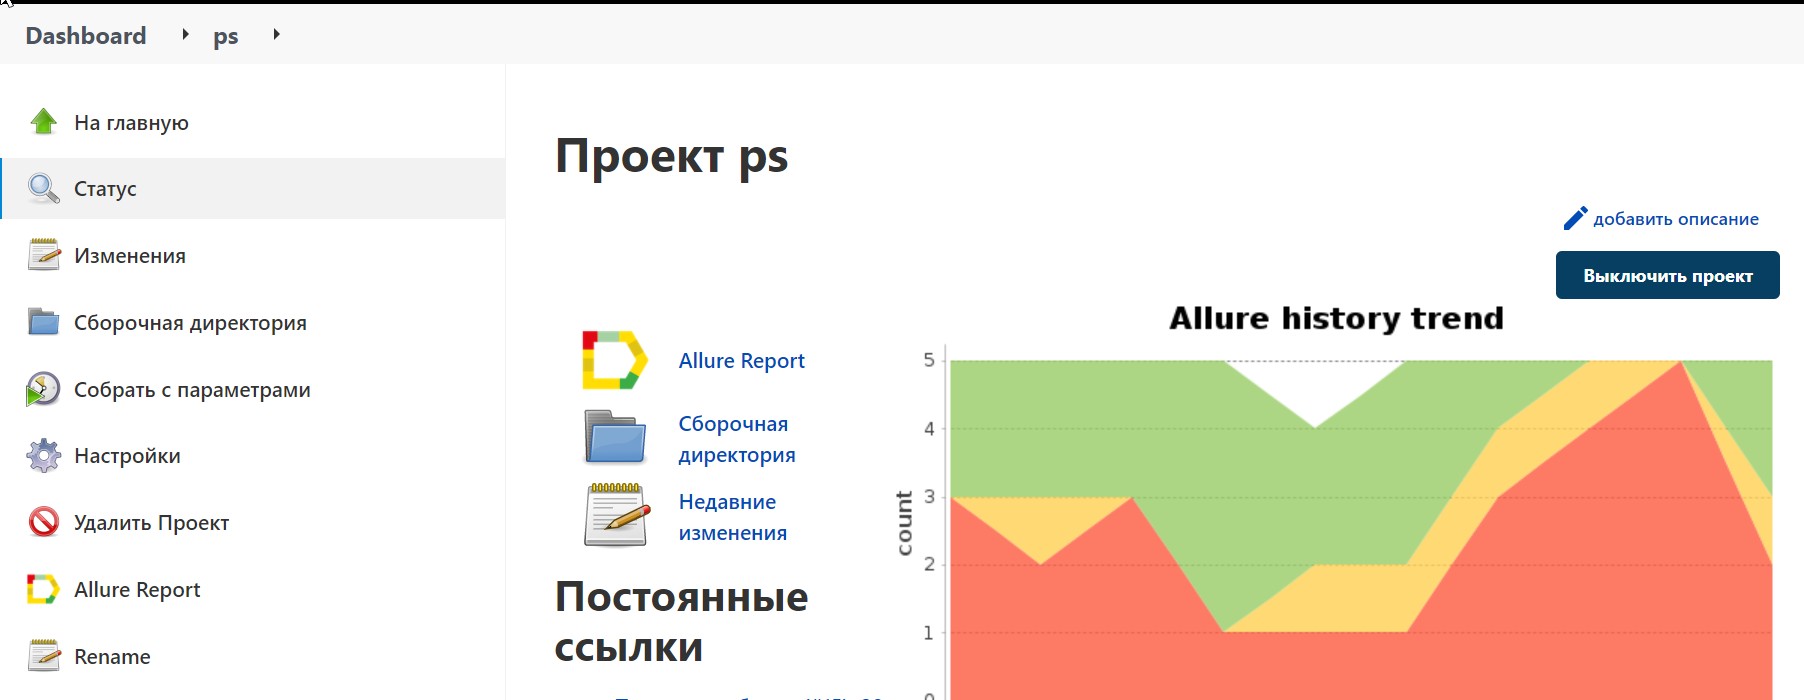 Dashboard
ps
На главную
Статус
Изменения
Сборочная директория
Собрать с параметрами
Настройки
Удалить Проект
Allure Report
Rename
Проект ps
добавить описание
Выключить проект
Allure Report
Сборочная
директория
Недавние
изменения
Постоянные
ссылки
Allure history trend
count
5
4
3
2
1